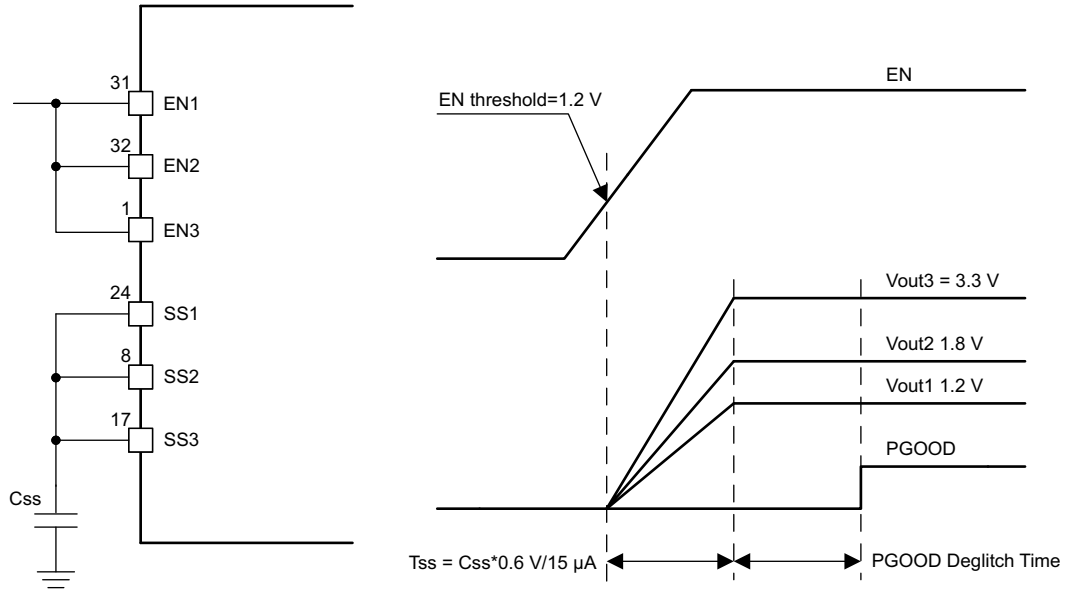 31
EN1
32
EN2
1
EN3
24
SS1
8
SS2
17
SS3
Css
EN threshold=1.2 V
EN
Vout3 = 3.3 V
Vout2 1.8 V
Vout1 1.2 V
PGOOD
Tss = Css*0.6 V/15 µA
PGOOD Deglitch Time